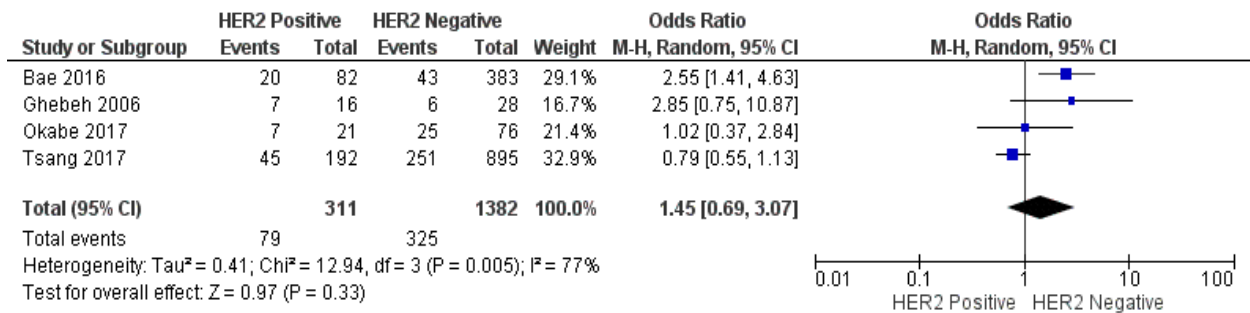 HER2 Positive HER2 Negative Odds Ratio Odds Ratio
Study or Subgroup Events Total Events Total Weight M-H, Random, 95% CI M-H, Random, 95% CI
Bae 2016 20 82 43 383 29.1% 2.55 [1.41, 4.63]
Ghebeh 2006 7 16 6 28 16.7% 2.85 [0.75, 10.87]
Okabe 2017 7 21 25 76 21.4% 1.02 [0.37, 2.84]
Tsang 2017 45 192 251 895 32.9% 0.79 [0.55, 1.13]
Total (95% CI) 311 1382 100.0% 1.45 [0.69, 3.07]
Total events 79 325
Heterogeneity: Tau² = 0.41; Chi² = 12.94, df = 3 (P = 0.005); I² = 77%
Test for overall effect: Z = 0.97 (P = 0.33)
0.01 0.1 1 10 100
HER2 Positive HER2 Negative